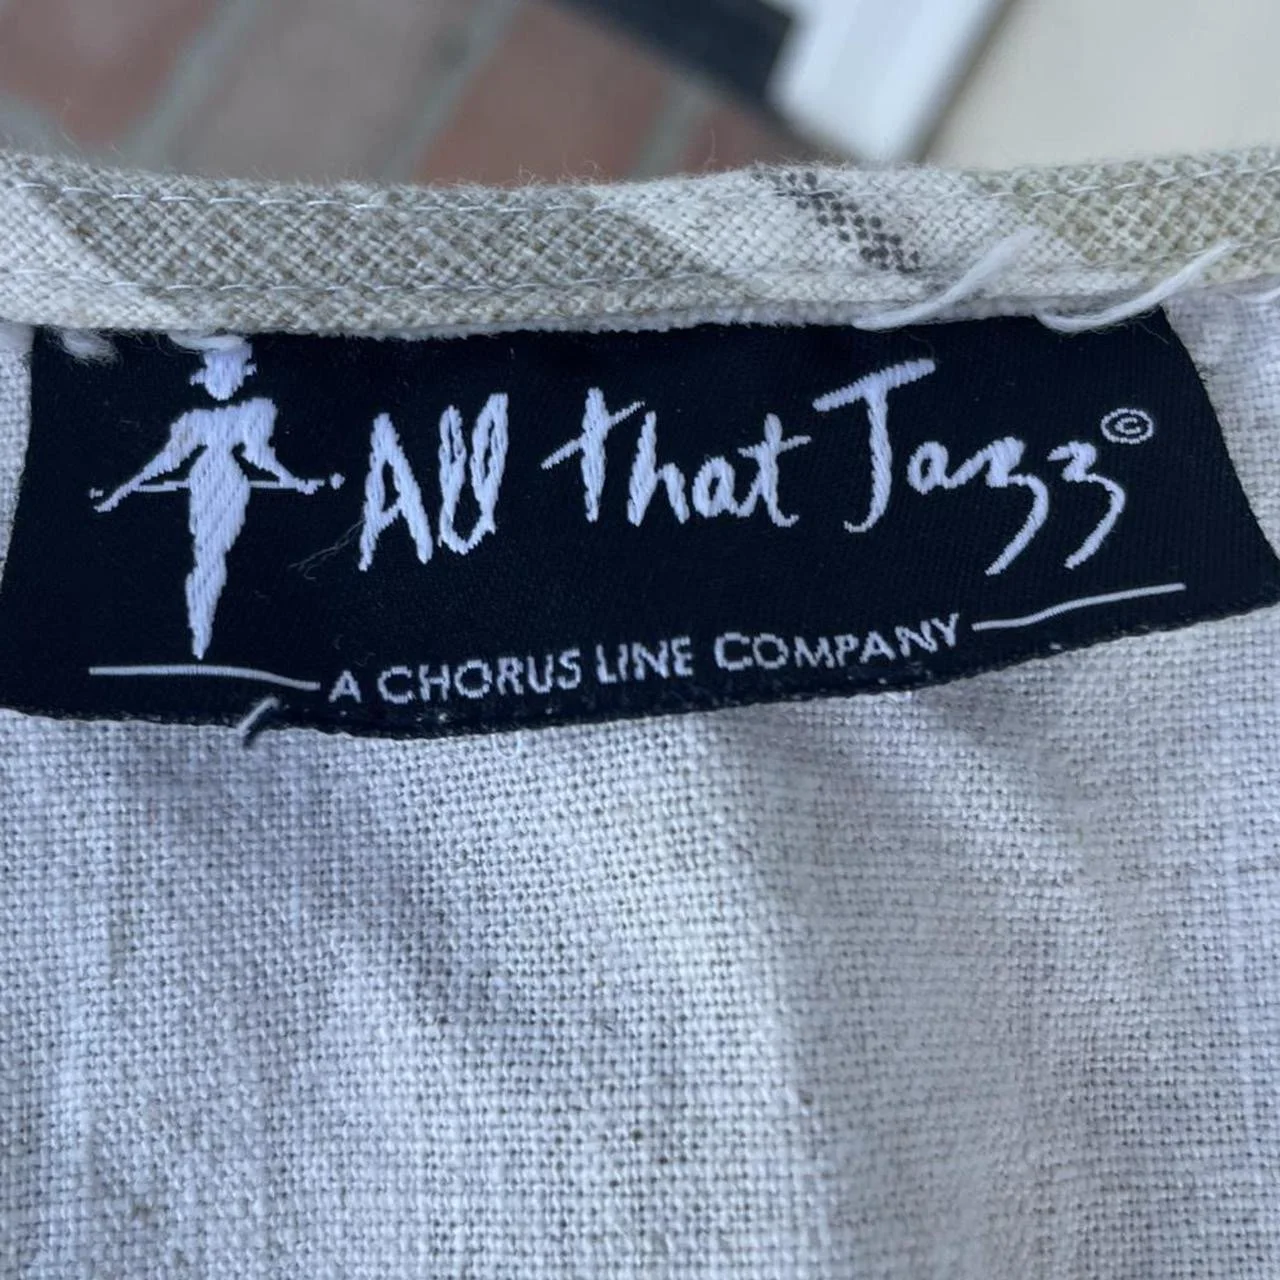 All That Jazz©
A CHORUS LINE COMPANY